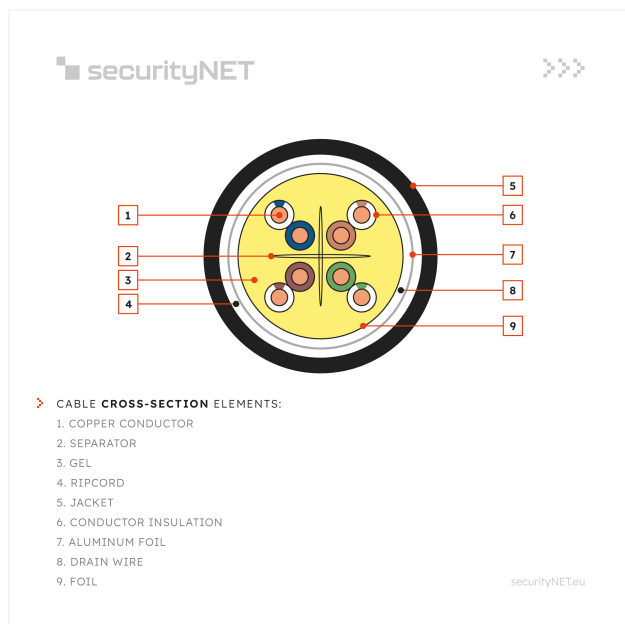 securityNET
1
2
3
4
5
6
7
8
9
CABLE CROSS-SECTION ELEMENTS:
1. COPPER CONDUCTOR
2. SEPARATOR
3. GEL
4. RIPCORD
5. JACKET
6. CONDUCTOR INSULATION
7. ALUMINUM FOIL
8. DRAIN WIRE
9. FOIL
securityNET.eu